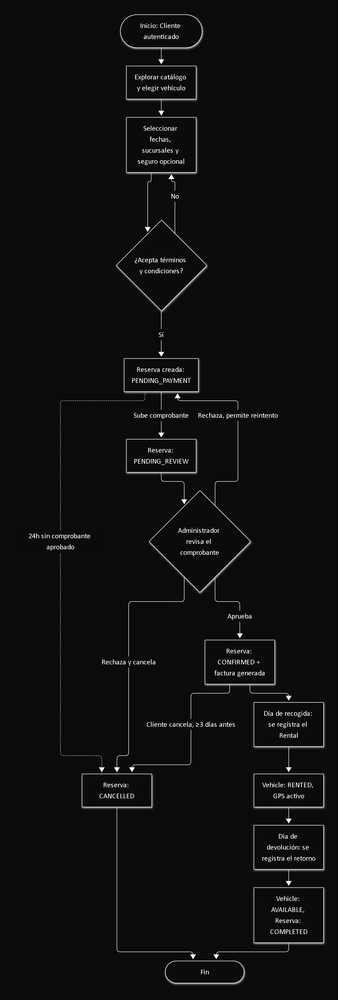 Inicio: Cliente
autenticado
Explorar catálogo
y elegir vehículo
Seleccionar
fechas,
sucursales y
seguro opcional
No
¿Acepta términos
y condiciones?
Sí
Reserva creada:
PENDING_PAYMENT
Sube comprobante
Rechaza, permite reintento
Reserva:
PENDING_REVIEW
Administrador
revisa el
comprobante
24h sin comprobante
aprobado
Aprueba
Reserva:
CONFIRMED +
factura generada
Rechaza y cancela
Cliente cancela, ≥3 días antes
Día de recogida:
se registra el
Rental
Reserva:
CANCELLED
Vehicle: RENTED,
GPS activo
Día de
devolución: se
registra el retorno
Vehicle:
AVAILABLE,
Reserva:
COMPLETED
Fin